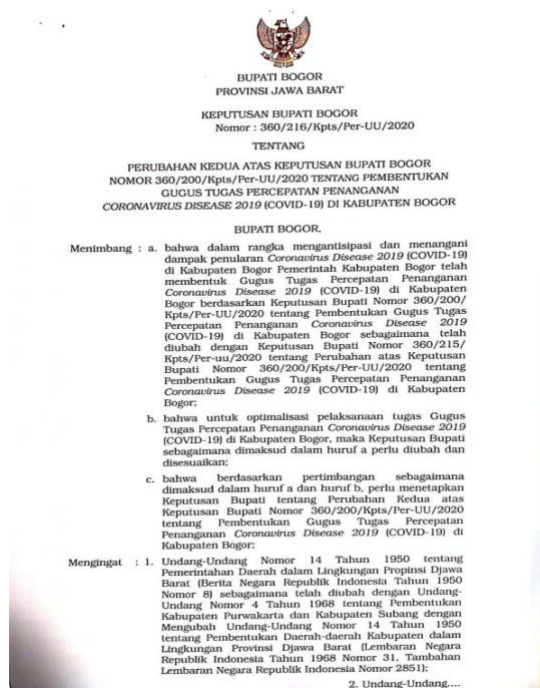 BUPATI BOGOR
PROVINSI JAWA BARAT
KEPUTUSAN BUPATI BOGOR
Nomor : 360/216/Kpts/Per-UU/2020
TENTANG
PERUBAHAN KEDUA ATAS KEPUTUSAN BUPATI BOGOR
NOMOR 360/200/Kpts/Per-UU/2020 TENTANG PEMBENTUKAN
GUGUS TUGAS PERCEPATAN PENANGANAN
CORONAVIRUS DISEASE 2019 (COVID-19) DI KABUPATEN BOGOR
BUPATI BOGOR,
Menimbang : a. bahwa dalam rangka mengantisipasi dan menangani
dampak penularan Coronavirus Disease 2019 (COVID-19)
di Kabupaten Bogor Pemerintah Kabupaten Bogor telah
membentuk Gugus Tugas Percepatan Penanganan
Coronavirus Disease 2019 (COVID-19) di Kabupaten
Bogor berdasarkan Keputusan Bupati Nomor 360/200/
Kpts/Per-UU/2020 tentang Pembentukan Gugus Tugas
Percepatan Penanganan Coronavirus Disease 2019
(COVID-19) di Kabupaten Bogor sebagaimana telah
diubah dengan Keputusan Bupati Nomor 360/215/
Kpts/Per-uu/2020 tentang Perubahan atas Keputusan
Bupati Nomor 360/200/Kpts/Per-UU/2020 tentang
Pembentukan Gugus Tugas Percepatan Penanganan
Coronavirus Disease 2019 (COVID-19) di Kabupaten
Bogor;
b. bahwa untuk optimalisasi pelaksanaan tugas Gugus
Tugas Percepatan Penanganan Coronavirus Disease 2019
(COVID-19) di Kabupaten Bogor, maka Keputusan Bupati
sebagaimana dimaksud dalam huruf a perlu diubah dan
disesuaikan;
c. bahwa berdasarkan pertimbangan sebagaimana
dimaksud dalam huruf a dan huruf b, perlu menetapkan
Keputusan Bupati tentang Perubahan Kedua atas
Keputusan Bupati Nomor 360/200/Kpts/Per-UU/2020
tentang Pembentukan Gugus Tugas Percepatan
Penanganan Coronavirus Disease 2019 (COVID-19) di
Kabupaten Bogor;
Mengingat : 1. Undang-Undang Nomor 14 Tahun 1950 tentang
Pemerintahan Daerah dalam Lingkungan Propinsi Djawa
Barat (Berita Negara Republik Indonesia Tahun 1950
Nomor 8) sebagaimana telah diubah dengan Undang-
Undang Nomor 4 Tahun 1968 tentang Pembentukan
Kabupaten Purwakarta dan Kabupaten Subang dengan
Mengubah Undang-Undang Nomor 14 Tahun 1950
tentang Pembentukan Daerah-daerah Kabupaten dalam
Lingkungan Provinsi Djawa Barat (Lembaran Negara
Republik Indonesia Tahun 1968 Nomor 31, Tambahan
Lembaran Negara Republik Indonesia Nomor 2851);
2. Undang-Undang....